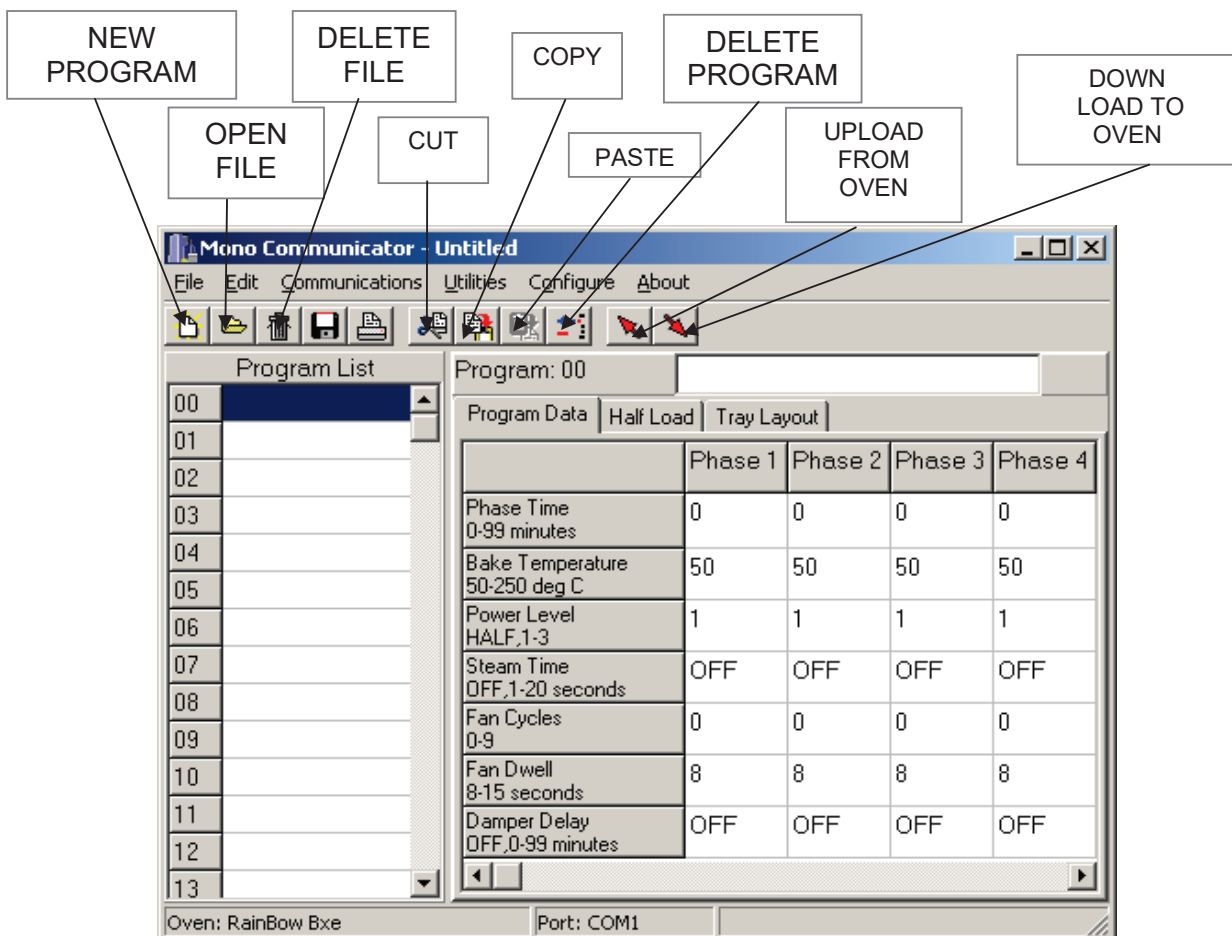 NEW
PROGRAM
DELETE
FILE
COPY
DELETE
PROGRAM
DOWN
LOAD TO
OVEN
OPEN
FILE
CUT
PASTE
UPLOAD
FROM
OVEN
Mono Communicator - Untitled
File Edit Communications Utilities Configure About
Program List
Program: 00
00
01
02
03
04
05
06
07
08
09
10
11
12
13
Program Data Half Load Tray Layout
Phase 1 Phase 2 Phase 3 Phase 4
Phase Time
0-99 minutes
0 0 0 0
Bake Temperature
50-250 deg C
50 50 50 50
Power Level
HALF,1-3
1 1 1 1
Steam Time
OFF,1-20 seconds
OFF OFF OFF OFF
Fan Cycles
0-9
0 0 0 0
Fan Dwell
8-15 seconds
8 8 8 8
Damper Delay
OFF,0-99 minutes
OFF OFF OFF OFF
Oven: RainBow Bxe Port: COM1